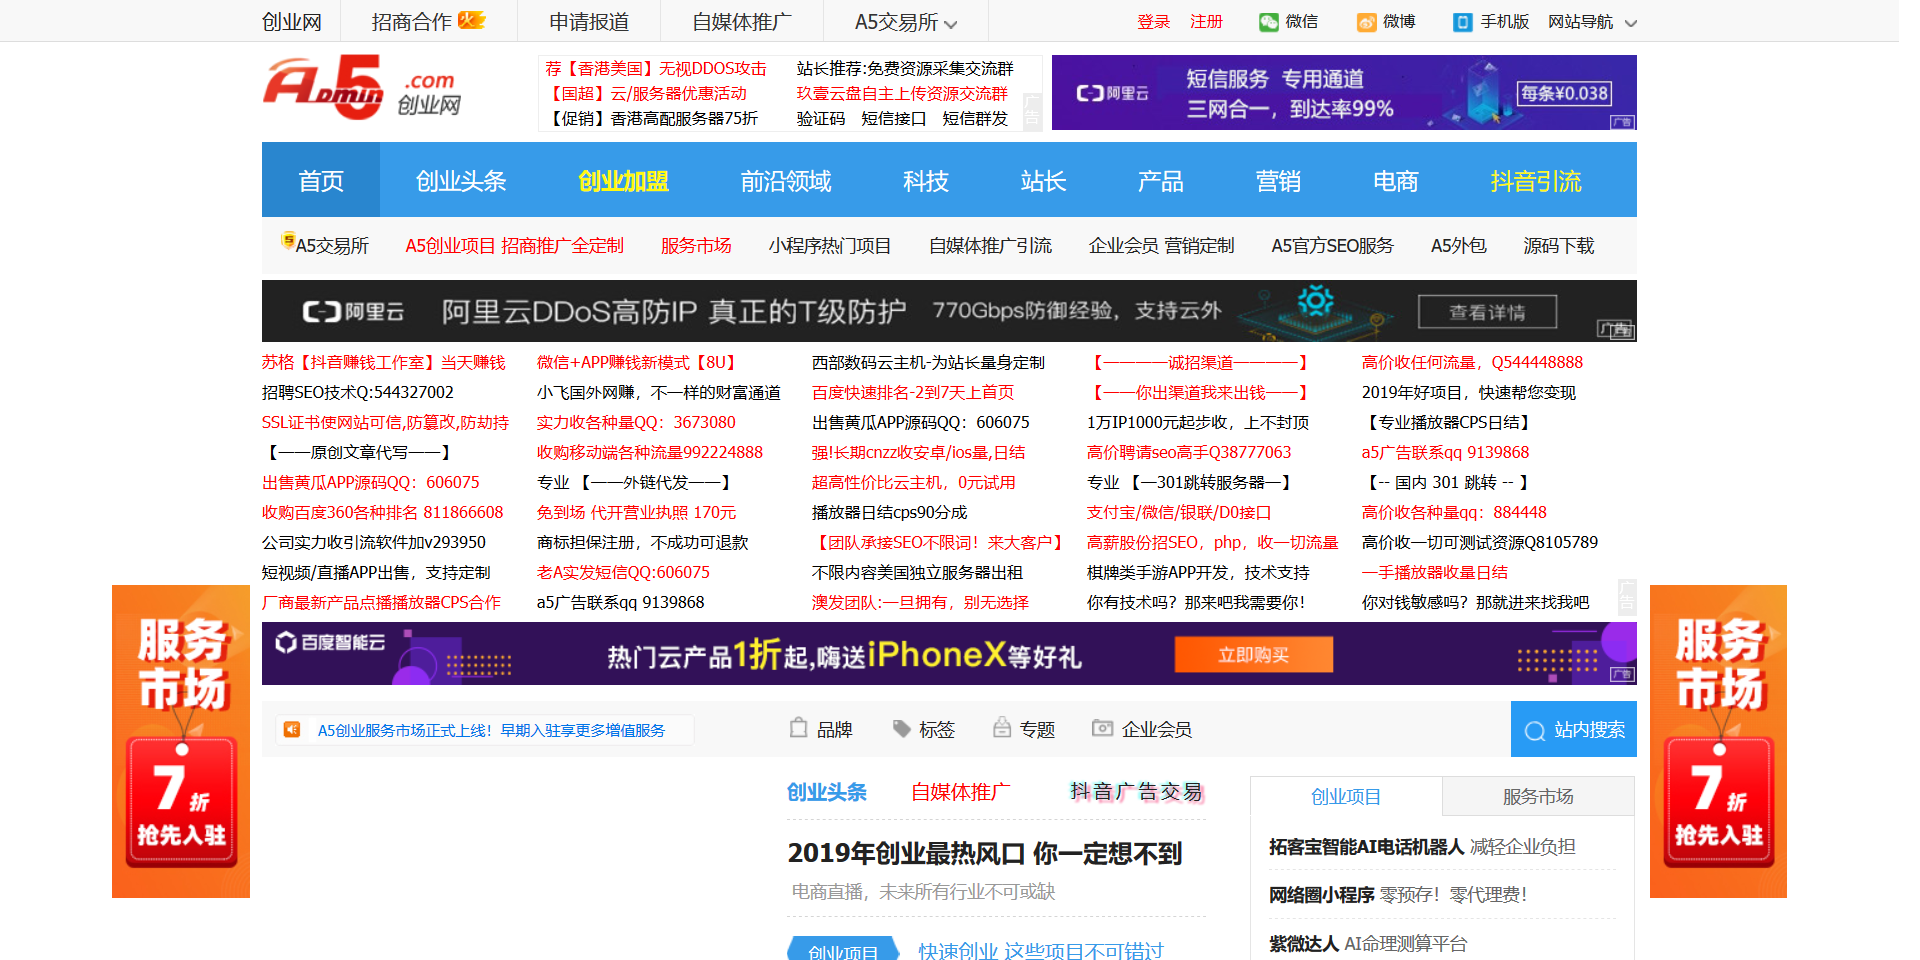 创业网 招商合作 火 申请报道 自媒体推广 A5交易所 登录 注册 微信 微博 手机版 网站导航
Admin5 .com 创业网
荐【香港美国】无视DDOS攻击 站长推荐:免费资源采集交流群
【国超】云/服务器优惠活动 玖壹云盘自主上传资源交流群
【促销】香港高配服务器75折 验证码 短信接口 短信群发
广告
阿里云 短信服务 专用通道
三网合一，到达率99% 每条¥0.038
广告
首页 创业头条 创业加盟 前沿领域 科技 站长 产品 营销 电商 抖音引流
A5交易所 A5创业项目 招商推广全定制 服务市场 小程序热门项目 自媒体推广引流 企业会员 营销定制 A5官方SEO服务 A5外包 源码下载
阿里云 阿里云DDoS高防IP 真正的T级防护 770Gbps防御经验，支持云外 查看详情
广告
苏格【抖音赚钱工作室】当天赚钱 微信+APP赚钱新模式【8U】 西部数码云主机-为站长量身定制 【————诚招渠道————】 高价收任何流量，Q544448888
招聘SEO技术Q:544327002 小飞国外网赚，不一样的财富通道 百度快速排名-2到7天上首页 【——你出渠道我来出钱——】 2019年好项目，快速帮您变现
SSL证书使网站可信,防篡改,防劫持 实力收各种量QQ：3673080 出售黄瓜APP源码QQ：606075 1万IP1000元起步收，上不封顶 【专业播放器CPS日结】
【——原创文章代写——】 收购移动端各种流量992224888 强!长期cnzz收安卓/ios量,日结 高价聘请seo高手Q38777063 a5广告联系qq 9139868
出售黄瓜APP源码QQ：606075 专业 【——外链代发——】 超高性价比云主机，0元试用 专业 【—301跳转服务器—】 【-- 国内 301 跳转 -- 】
收购百度360各种排名 811866608 免到场 代开营业执照 170元 播放器日结cps90分成 支付宝/微信/银联/D0接口 高价收各种量qq：884448
公司实力收引流软件加v293950 商标担保注册，不成功可退款 【团队承接SEO不限词！来大客户】 高薪股份招SEO，php，收一切流量 高价收一切可测试资源Q8105789
短视频/直播APP出售，支持定制 老A实发短信QQ:606075 不限内容美国独立服务器出租 棋牌类手游APP开发，技术支持 一手播放器收量日结
厂商最新产品点播播放器CPS合作 a5广告联系qq 9139868 澳发团队:一旦拥有，别无选择 你有技术吗？那来吧我需要你！ 你对钱敏感吗？那就进来找我吧
广告
百度智能云 热门云产品1折起,嗨送iPhoneX等好礼 立即购买
广告
服务
市场
7折
抢先入驻
服务
市场
7折
抢先入驻
A5创业服务市场正式上线！早期入驻享更多增值服务 品牌 标签 专题 企业会员 站内搜索
创业头条 自媒体推广 抖音广告交易
2019年创业最热风口 你一定想不到
电商直播，未来所有行业不可或缺
创业项目 快速创业 这些项目不可错过
创业项目 服务市场
拓客宝智能AI电话机器人 减轻企业负担
网络圈小程序 零预存！零代理费！
紫微达人 AI命理测算平台